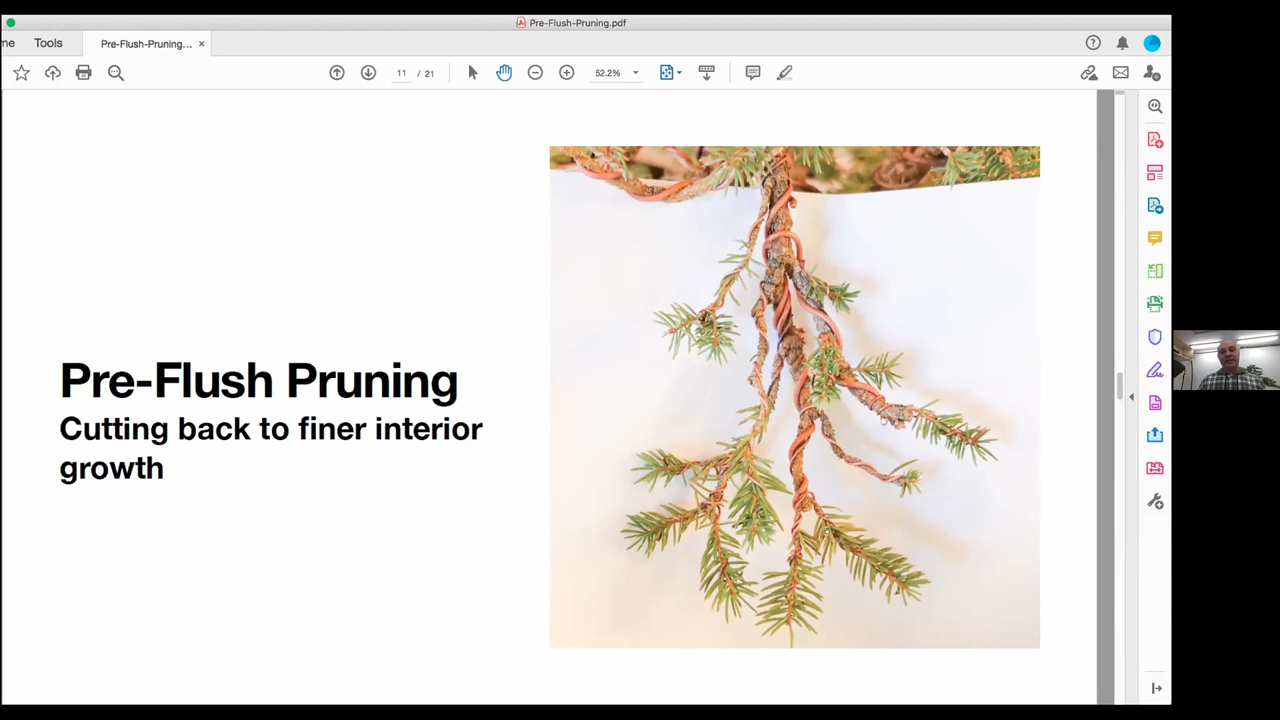 Pre-Flush-Pruning.pdf
me
Tools
Pre-Flush-Pruning... ×
11 / 21
52.2%
Pre-Flush Pruning
Cutting back to finer interior
growth